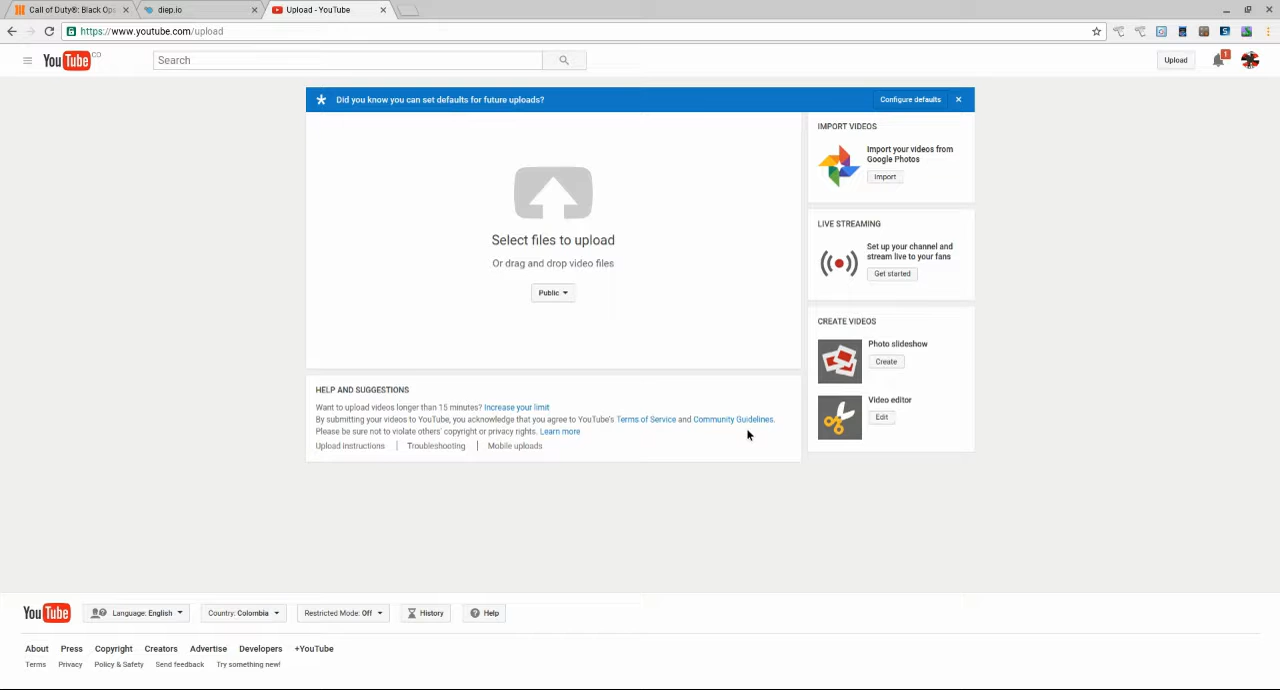 Call of Duty®: Black Ops
diep.io
Upload - YouTube
https://www.youtube.com/upload
YouTube CO
Search
Upload
1
Did you know you can set defaults for future uploads?
Configure defaults
Select files to upload
Or drag and drop video files
Public
IMPORT VIDEOS
Import your videos from
Google Photos
Import
LIVE STREAMING
Set up your channel and
stream live to your fans
Get started
CREATE VIDEOS
Photo slideshow
Create
Video editor
Edit
HELP AND SUGGESTIONS
Want to upload videos longer than 15 minutes? Increase your limit
By submitting your videos to YouTube, you acknowledge that you agree to YouTube's Terms of Service and Community Guidelines.
Please be sure not to violate others' copyright or privacy rights. Learn more
Upload instructions | Troubleshooting | Mobile uploads
YouTube Language: English Country: Colombia Restricted Mode: Off History Help
About Press Copyright Creators Advertise Developers +YouTube
Terms Privacy Policy & Safety Send feedback Try something new!